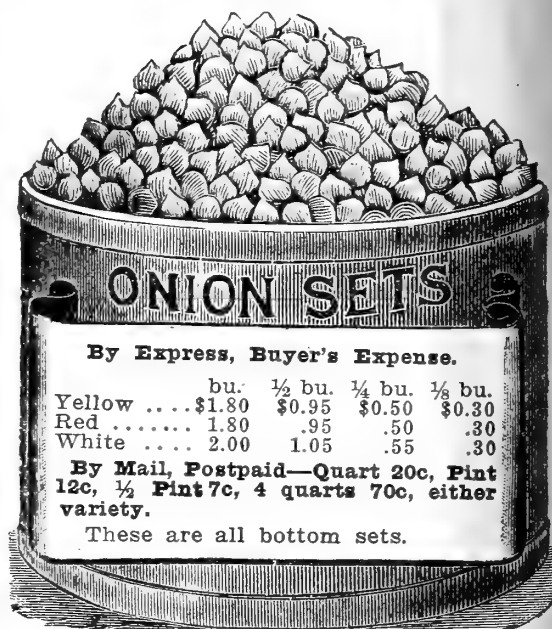 ONION SETS
By Express, Buyer's Expense.
bu. ½ bu. ¼ bu. ⅛ bu.
Yellow ....$1.80 $0.95 $0.50 $0.30
Red ....... 1.80 .95 .50 .30
White .... 2.00 1.05 .55 .30
By Mail, Postpaid—Quart 20c, Pint
12c, ½ Pint 7c, 4 quarts 70c, either
variety.
These are all bottom sets.